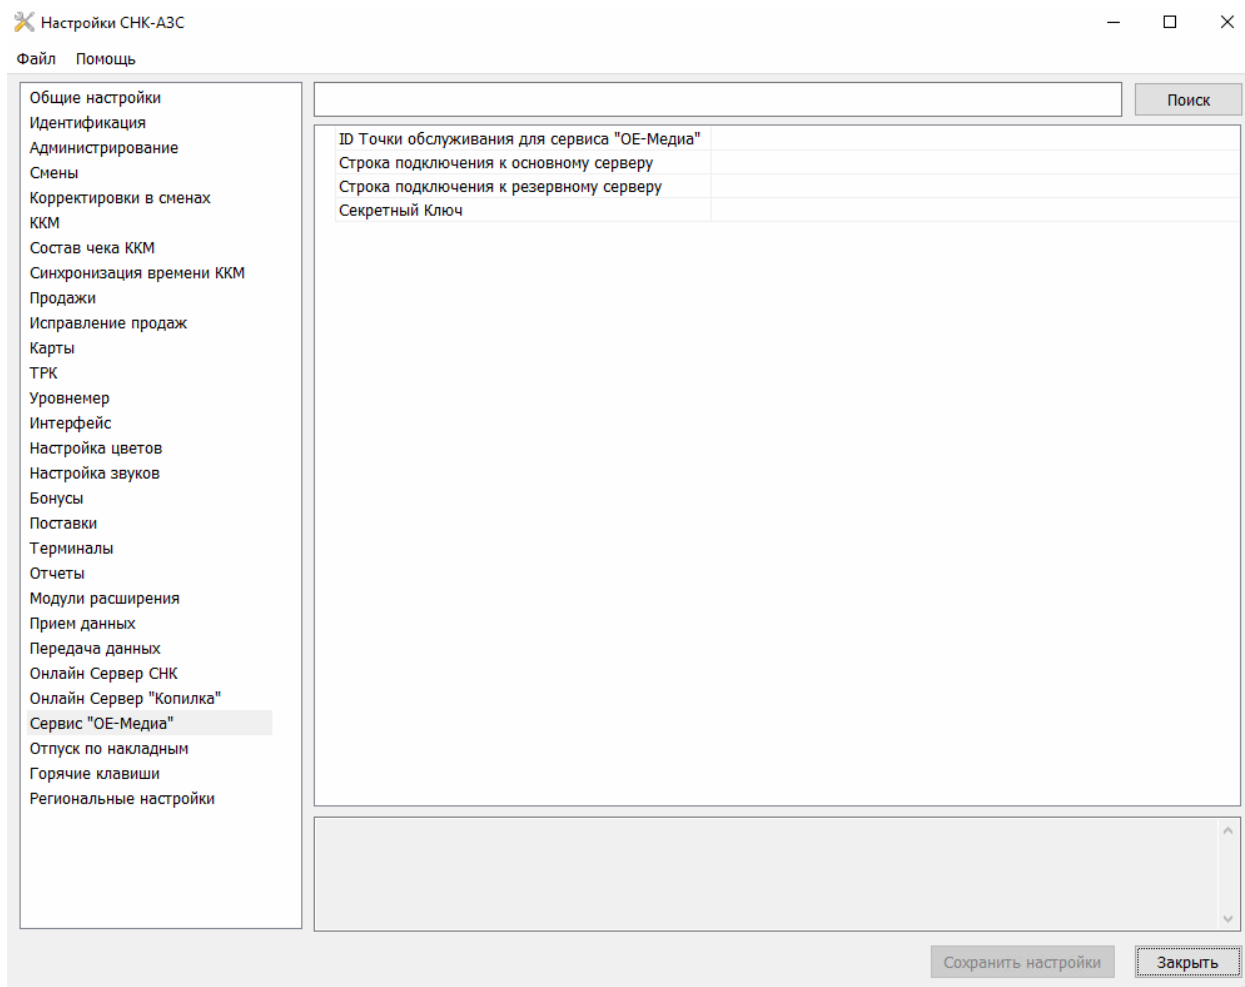 Настройки СНК-АЗС
Файл Помощь
Общие настройки
Идентификация
Администрирование
Смены
Корректировки в сменах
ККМ
Состав чека ККМ
Синхронизация времени ККМ
Продажи
Исправление продаж
Карты
ТРК
Уровнемер
Интерфейс
Настройка цветов
Настройка звуков
Бонусы
Поставки
Терминалы
Отчеты
Модули расширения
Прием данных
Передача данных
Онлайн Сервер СНК
Онлайн Сервер "Копилка"
Сервис "ОЕ-Медиа"
Отпуск по накладным
Горячие клавиши
Региональные настройки
Поиск
ID Точки обслуживания для сервиса "ОЕ-Медиа"
Строка подключения к основному серверу
Строка подключения к резервному серверу
Секретный Ключ
Сохранить настройки
Закрыть